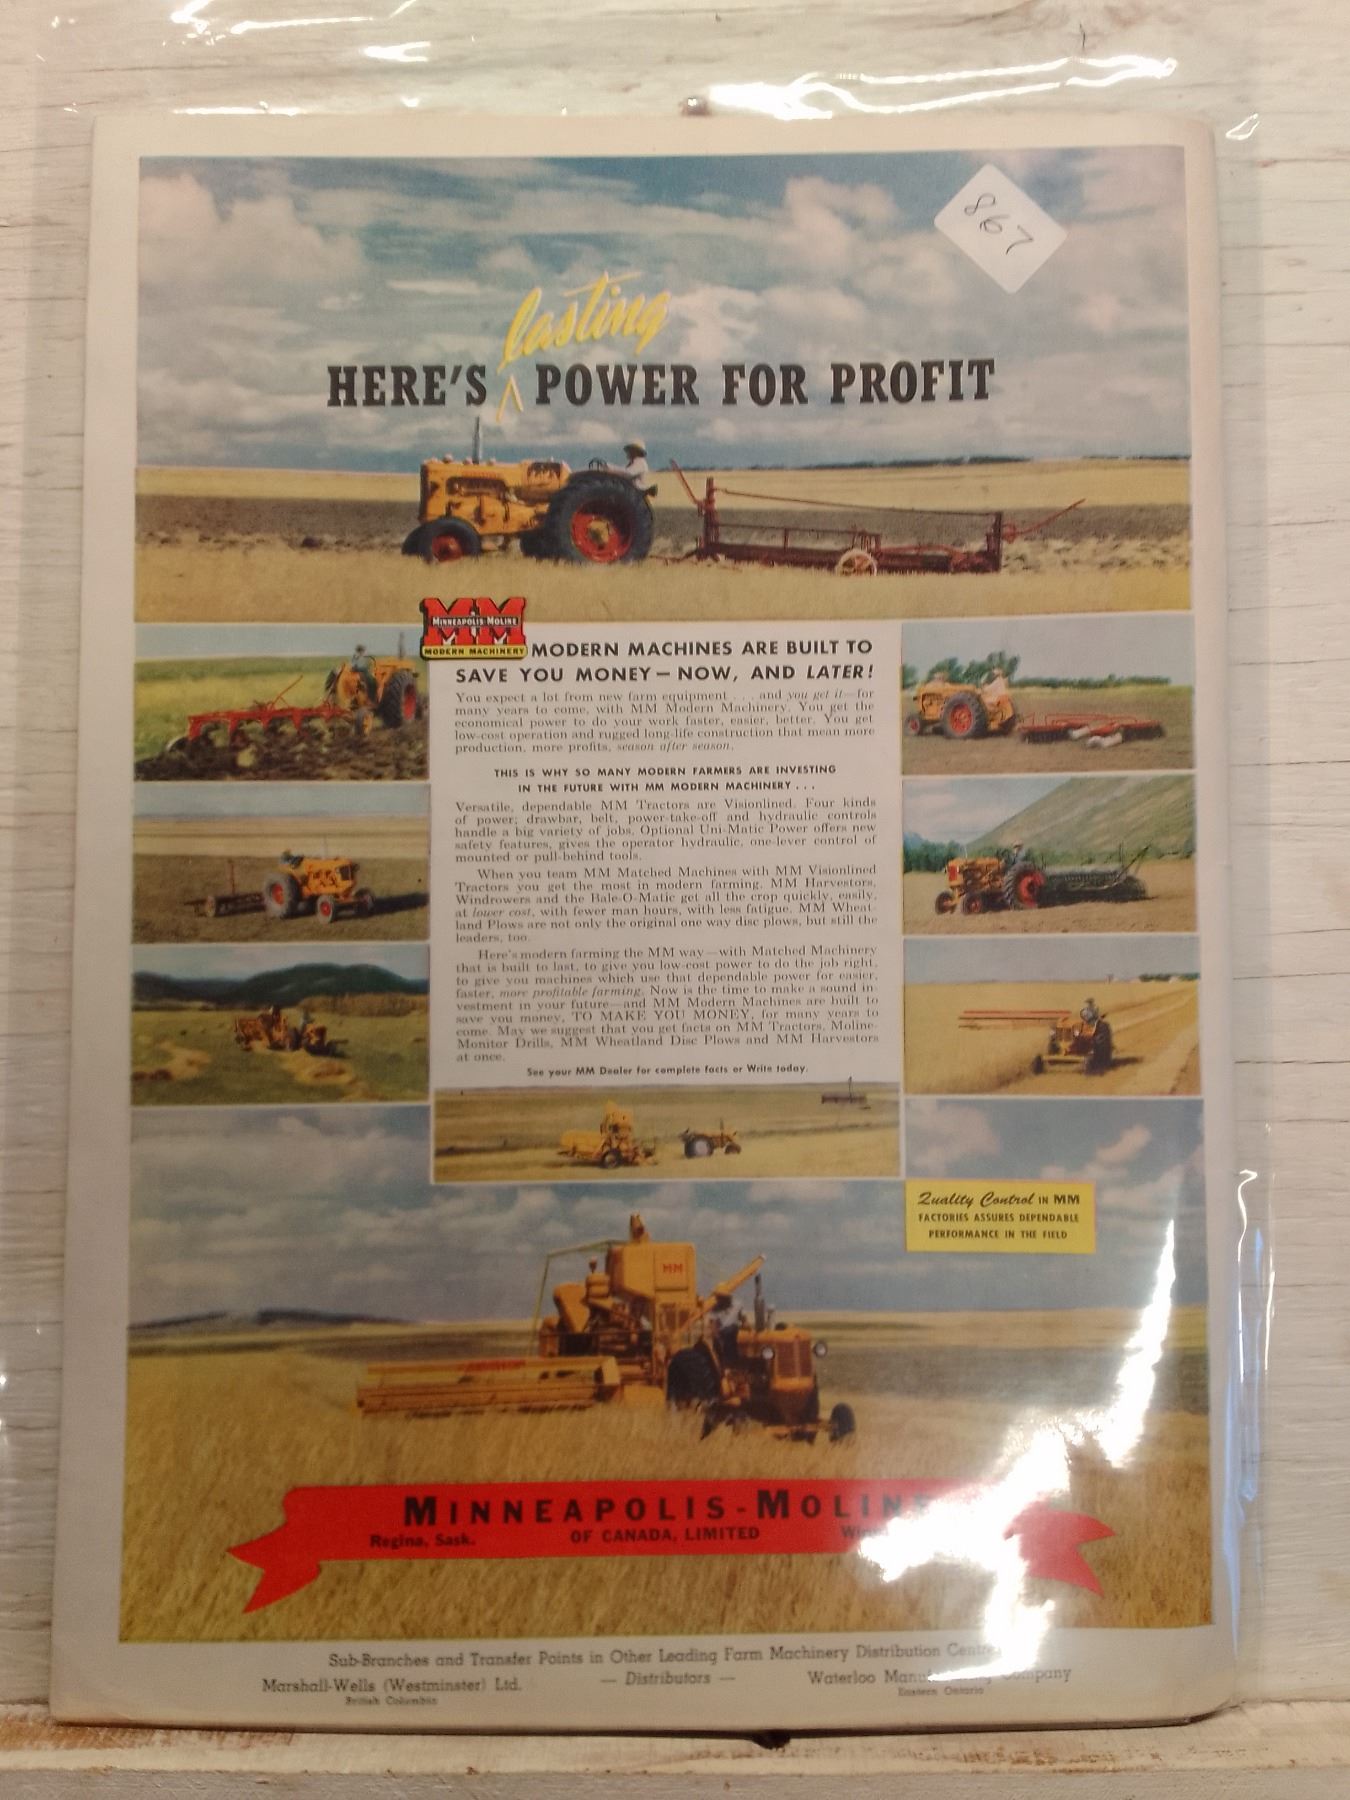 867
lasting
HERE'S ^ POWER FOR PROFIT
MM
MINNEAPOLIS-MOLINE
MODERN MACHINERY
MODERN MACHINES ARE BUILT TO
SAVE YOU MONEY — NOW, AND LATER!
You expect a lot from new farm equipment . . . and you get it—for
many years to come, with MM Modern Machinery. You get the
economical power to do your work faster, easier, better. You get
low-cost operation and rugged long-life construction that mean more
production, more profits, season after season.
THIS IS WHY SO MANY MODERN FARMERS ARE INVESTING
IN THE FUTURE WITH MM MODERN MACHINERY . . .
Versatile, dependable MM Tractors are Visionlined. Four kinds
of power; drawbar, belt, power-take-off and hydraulic controls
handle a big variety of jobs. Optional Uni-Matic Power offers new
safety features, gives the operator hydraulic, one-lever control of
mounted or pull-behind tools.
When you team MM Matched Machines with MM Visionlined
Tractors you get the most in modern farming. MM Harvestors,
Windrowers and the Bale-O-Matic get all the crop quickly, easily,
at lower cost, with fewer man hours, with less fatigue. MM Wheat-
land Plows are not only the original one way disc plows, but still the
leaders, too.
Here's modern farming the MM way—with Matched Machinery
that is built to last, to give you low-cost power to do the job right,
to give you machines which use that dependable power for easier,
faster, more profitable farming. Now is the time to make a sound in-
vestment in your future—and MM Modern Machines are built to
save you money, TO MAKE YOU MONEY, for many years to
come. May we suggest that you get facts on MM Tractors, Moline-
Monitor Drills, MM Wheatland Disc Plows and MM Harvestors
at once.
See your MM Dealer for complete facts or Write today.
Quality Control IN MM
FACTORIES ASSURES DEPENDABLE
PERFORMANCE IN THE FIELD
MM
MINNEAPOLIS-MOLINE
Regina, Sask. OF CANADA, LIMITED
Sub-Branches and Transfer Points in Other Leading Farm Machinery Distribution
Marshall-Wells (Westminster) Ltd. — Distributors — Waterloo Company
British Columbia Eastern Ontario